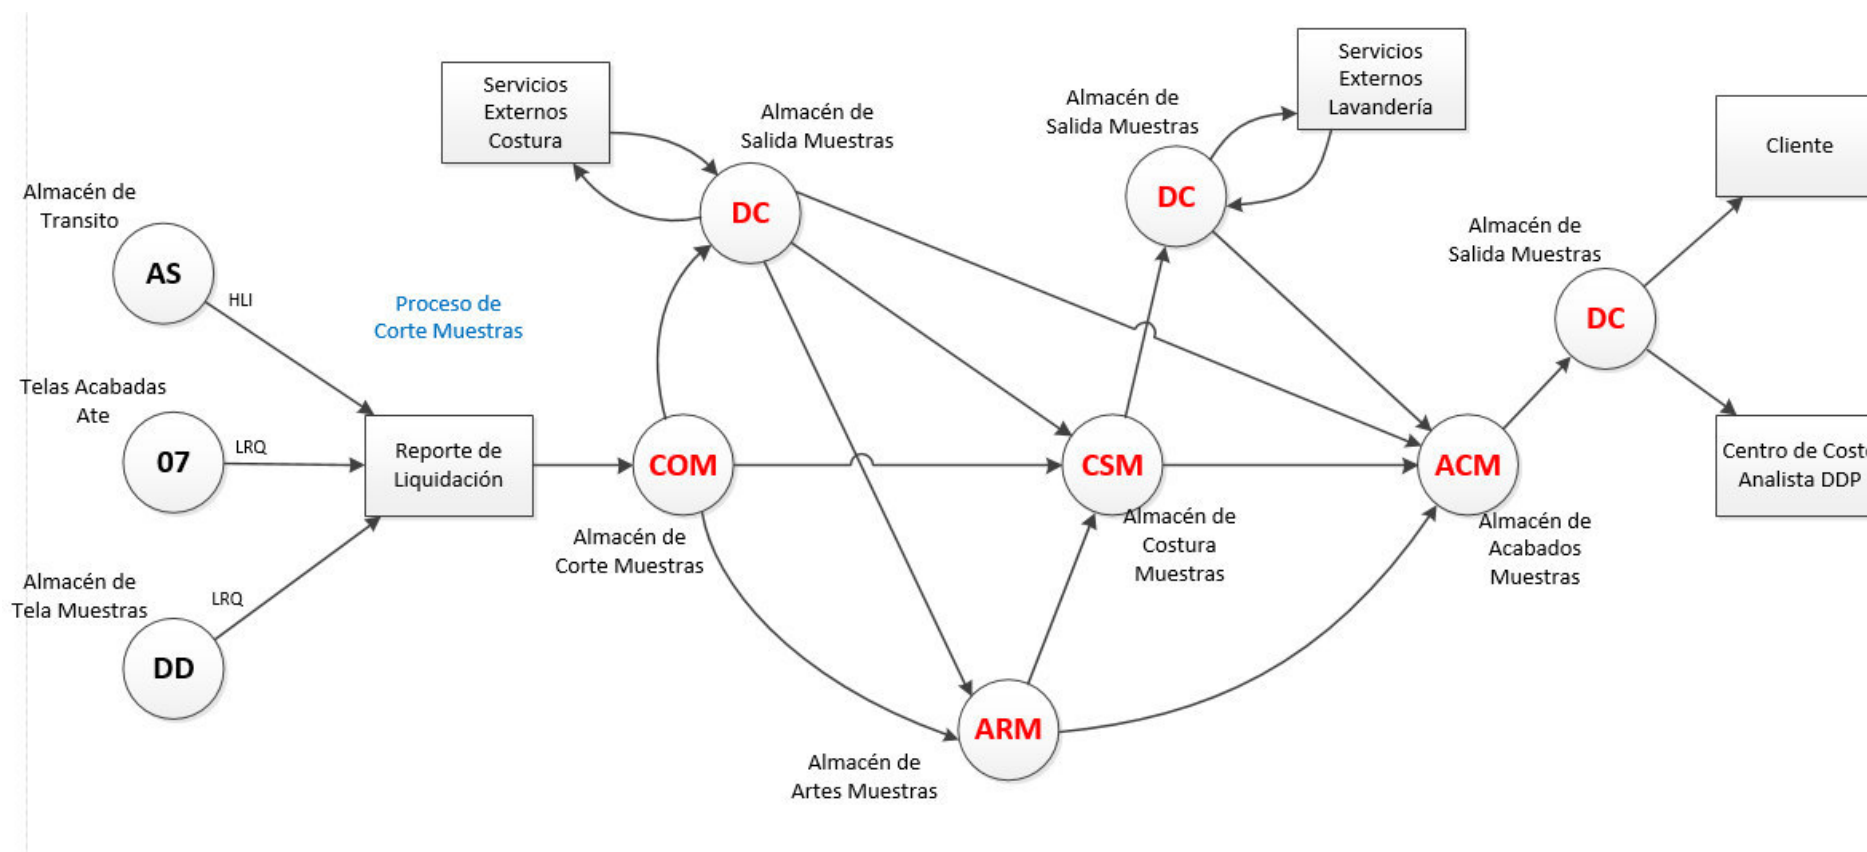 Servicios
Externos
Costura
Almacén de
Salida Muestras
DC
Almacén de
Salida Muestras
DC
Servicios
Externos
Lavandería
Cliente
Almacén de
Transito
AS
HLI
Proceso de
Corte Muestras
Almacén de
Salida Muestras
DC
Telas Acabadas
Ate
07
LRQ
Reporte de
Liquidación
COM
Almacén de
Corte Muestras
CSM
Almacén de
Costura
Muestras
ACM
Almacén de
Acabados
Muestras
Centro de Costo
Analista DDP
Almacén de
Tela Muestras
LRQ
DD
ARM
Almacén de
Artes Muestras